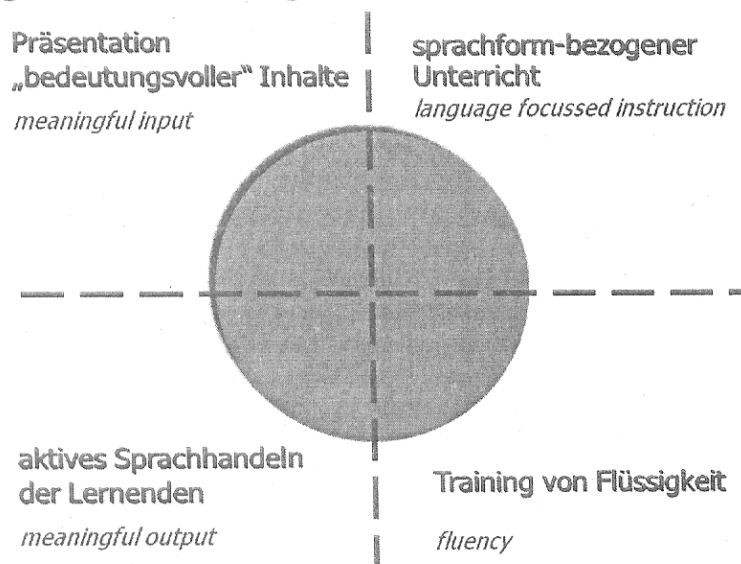 Präsentation
„bedeutungsvoller“ Inhalte
meaningful input
sprachform-bezogener
Unterricht
language focussed instruction
aktives Sprachhandeln
der Lernenden
meaningful output
Training von Flüssigkeit
fluency